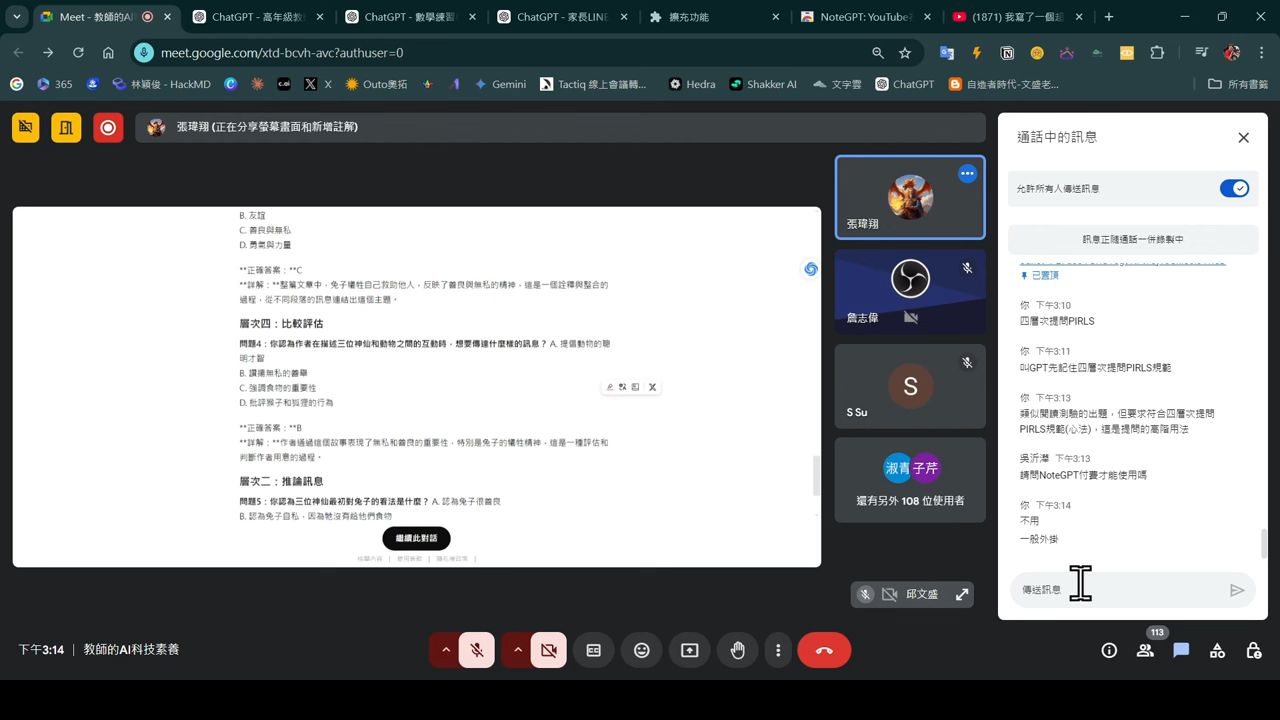 Meet - 教師的AI
ChatGPT - 高年級教
ChatGPT - 數學練習
ChatGPT - 家長LINE
擴充功能
NoteGPT: YouTube
(1871) 我寫了一個超
meet.google.com/xtd-bcvh-avc?authuser=0
365
林穎俊 - HackMD
X
Outo奧拓
Gemini
Tactiq 線上會議轉...
Hedra
Shakker AI
文字雲
ChatGPT
自造者時代-文盛老...
所有書籤
張瑋翔 (正在分享螢幕畫面和新增註解)
B. 友誼
C. 善良與無私
D. 勇氣與力量
**正確答案：**C
**詳解：**整篇文章中，兔子犧牲自己救助他人，反映了善良與無私的精神，這是一個詮釋與整合的
過程，從不同段落的訊息連結出這個主題。
層次四：比較評估
問題4：你認為作者在描述三位神仙和動物之間的互動時，想要傳達什麼樣的訊息？ A. 提倡動物的聰
明才智
B. 讚揚無私的善舉
C. 強調食物的重要性
D. 批評猴子和狐狸的行為
**正確答案：**B
**詳解：**作者通過這個故事表現了無私和善良的重要性，特別是兔子的犧牲精神，這是一種評估和
判斷作者用意的過程。
層次二：推論訊息
問題5：你認為三位神仙最初對兔子的看法是什麼？ A. 認為兔子很善良
B. 認為兔子自私，因為牠沒有給他們食物
繼續此對話
張瑋翔
詹志偉
S
S Su
淑青
子芹
還有另外 108 位使用者
邱文盛
通話中的訊息
允許所有人傳送訊息
訊息正隨通話一併錄製中
已置頂
你 下午3:10
四層次提問PIRLS
你 下午3:11
叫GPT先記住四層次提問PIRLS規範
你 下午3:13
類似閱讀測驗的出題，但要求符合四層次提問
PIRLS規範(心法)，這是提問的高階用法
下午3:13
請問NoteGPT付費才能使用嗎
你 下午3:14
不用
一般外掛
傳送訊息
下午3:14
教師的AI科技素養
113